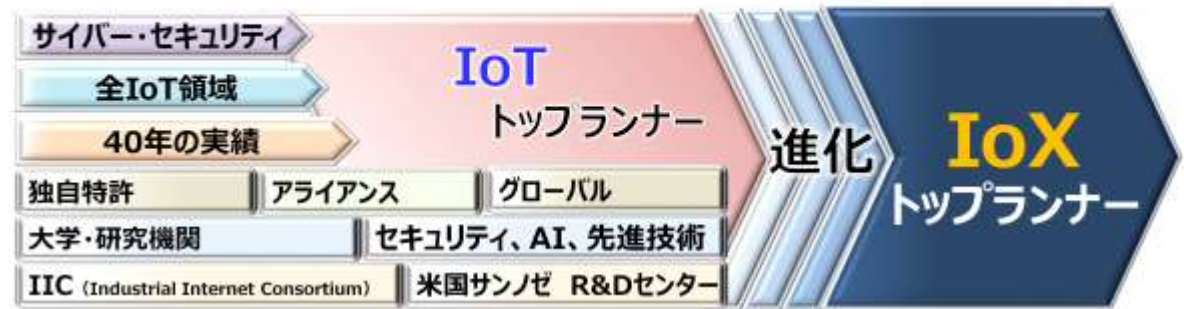 サイバー・セキュリティ
全IoT領域
40年の実績
IoT
トップランナー
独自特許
アライアンス
グローバル
大学・研究機関
セキュリティ、AI、先進技術
IIC（Industrial Internet Consortium）
米国サンノゼ R&Dセンター
進化
IoX
トップランナー